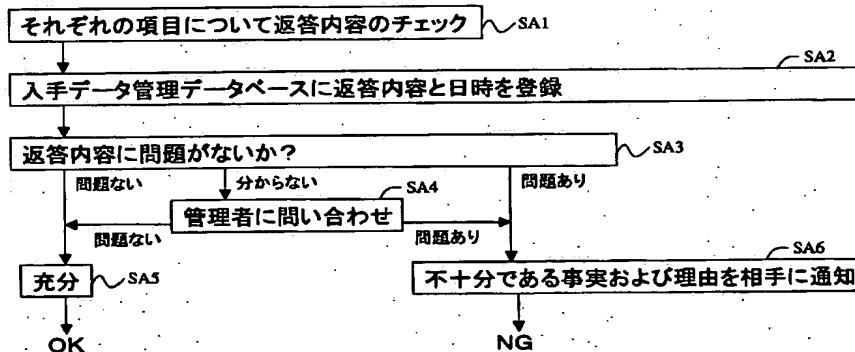 それぞれの項目について返答内容のチェック SA1
SA2
入手データ管理データベースに返答内容と日時を登録
返答内容に問題がないか? SA3
問題ない 分からない 問題あり
SA4
管理者に問い合わせ
問題ない 問題あり
SA6
充分 SA5 不十分である事実および理由を相手に通知
OK NG